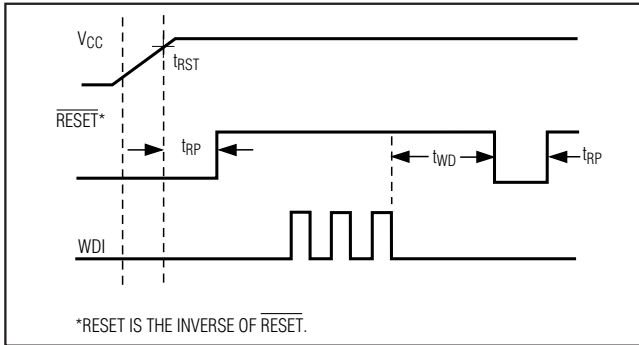 VCC
tRST
RESET*
tRP
tWD
tRP
WDI
*RESET IS THE INVERSE OF RESET.